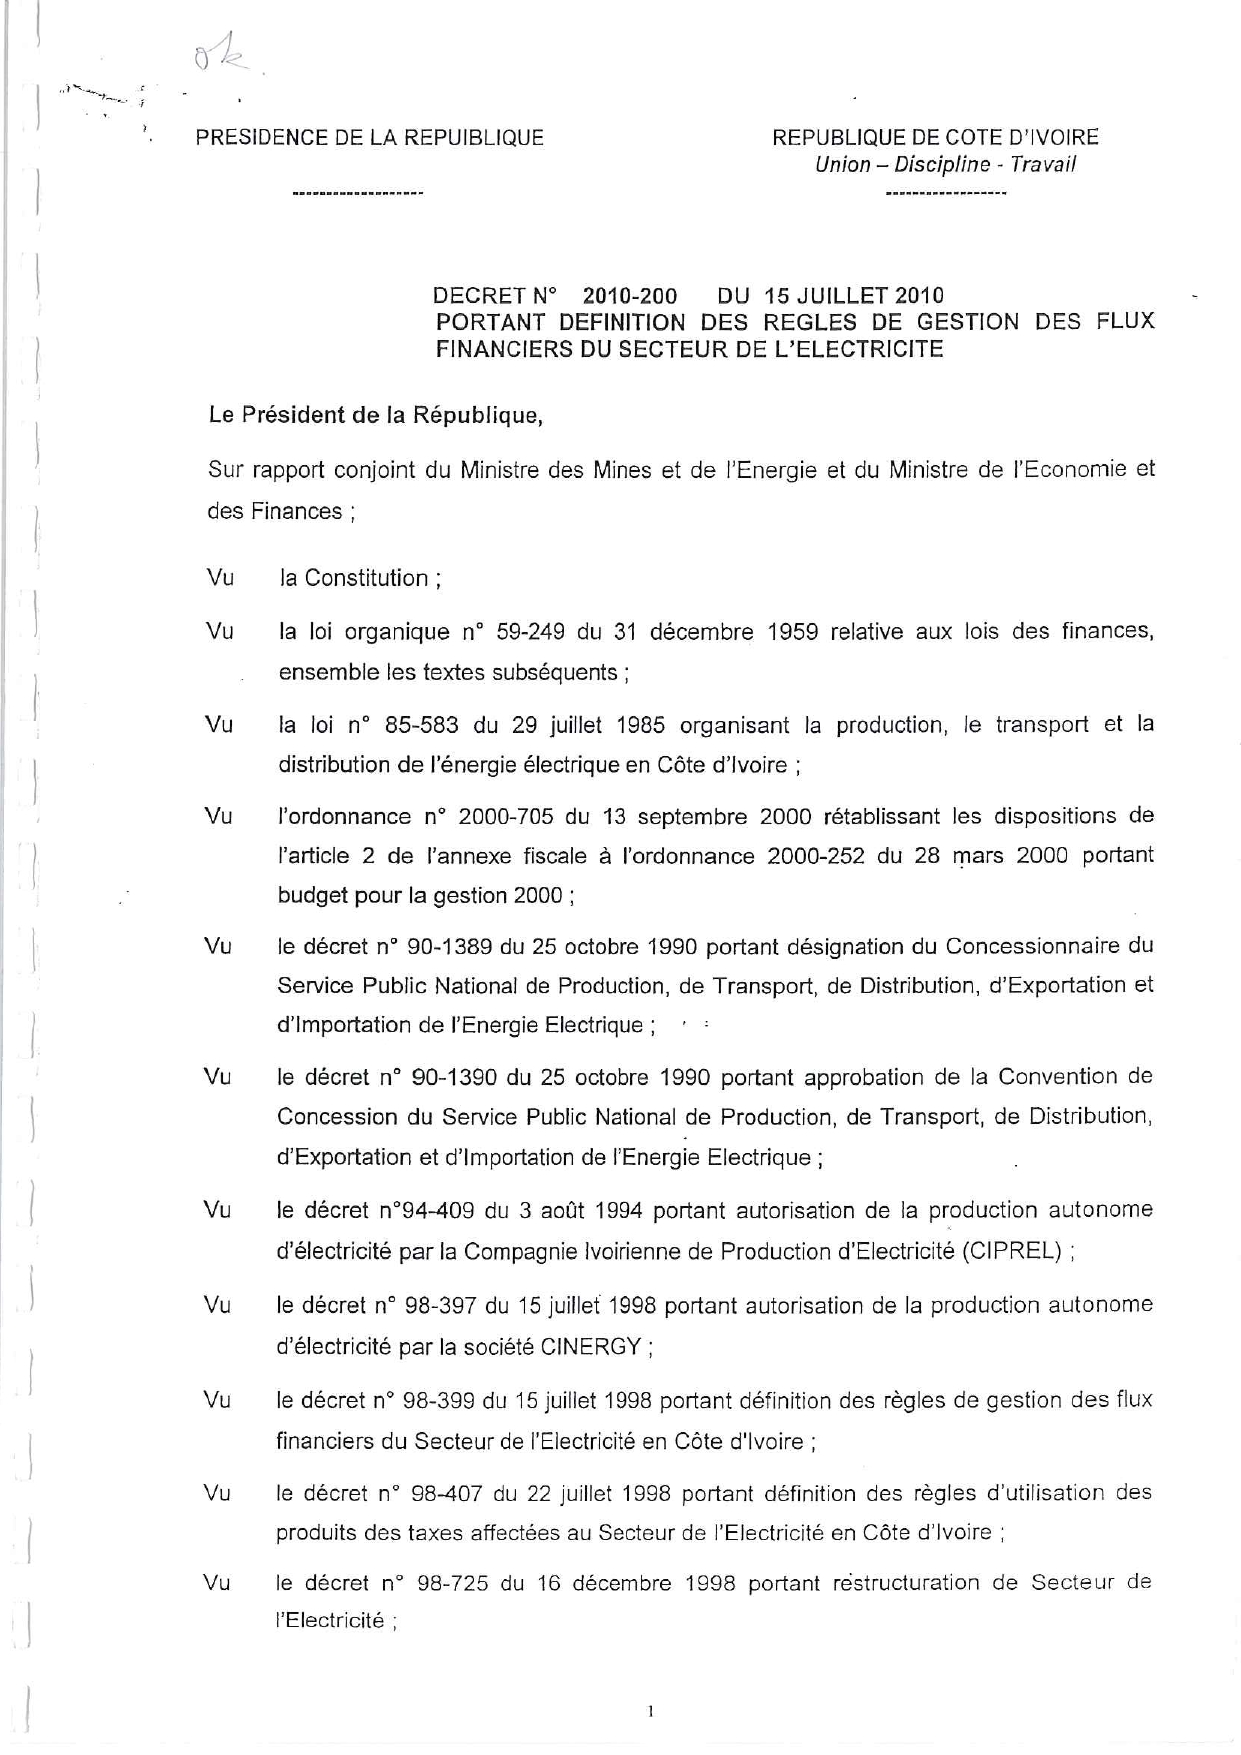 ok
PRESIDENCE DE LA REPUIBLIQUE
REPUBLIQUE DE COTE D'IVOIRE
Union – Discipline - Travail
--------------------
------------------
DECRET N° 2010-200 DU 15 JUILLET 2010
PORTANT DEFINITION DES REGLES DE GESTION DES FLUX
FINANCIERS DU SECTEUR DE L'ELECTRICITE
Le Président de la République,
Sur rapport conjoint du Ministre des Mines et de l'Energie et du Ministre de l'Economie et
des Finances ;
Vu la Constitution ;
Vu la loi organique n° 59-249 du 31 décembre 1959 relative aux lois des finances,
ensemble les textes subséquents ;
Vu la loi n° 85-583 du 29 juillet 1985 organisant la production, le transport et la
distribution de l'énergie électrique en Côte d'Ivoire ;
Vu l'ordonnance n° 2000-705 du 13 septembre 2000 rétablissant les dispositions de
l'article 2 de l'annexe fiscale à l'ordonnance 2000-252 du 28 mars 2000 portant
budget pour la gestion 2000 ;
Vu le décret n° 90-1389 du 25 octobre 1990 portant désignation du Concessionnaire du
Service Public National de Production, de Transport, de Distribution, d'Exportation et
d'Importation de l'Energie Electrique ;
Vu le décret n° 90-1390 du 25 octobre 1990 portant approbation de la Convention de
Concession du Service Public National de Production, de Transport, de Distribution,
d'Exportation et d'Importation de l'Energie Electrique ;
Vu le décret n°94-409 du 3 août 1994 portant autorisation de la production autonome
d'électricité par la Compagnie Ivoirienne de Production d'Electricité (CIPREL) ;
Vu le décret n° 98-397 du 15 juillet 1998 portant autorisation de la production autonome
d'électricité par la société CINERGY ;
Vu le décret n° 98-399 du 15 juillet 1998 portant définition des règles de gestion des flux
financiers du Secteur de l'Electricité en Côte d'Ivoire ;
Vu le décret n° 98-407 du 22 juillet 1998 portant définition des règles d'utilisation des
produits des taxes affectées au Secteur de l'Electricité en Côte d'Ivoire ;
Vu le décret n° 98-725 du 16 décembre 1998 portant restructuration de Secteur de
l'Electricité ;
1